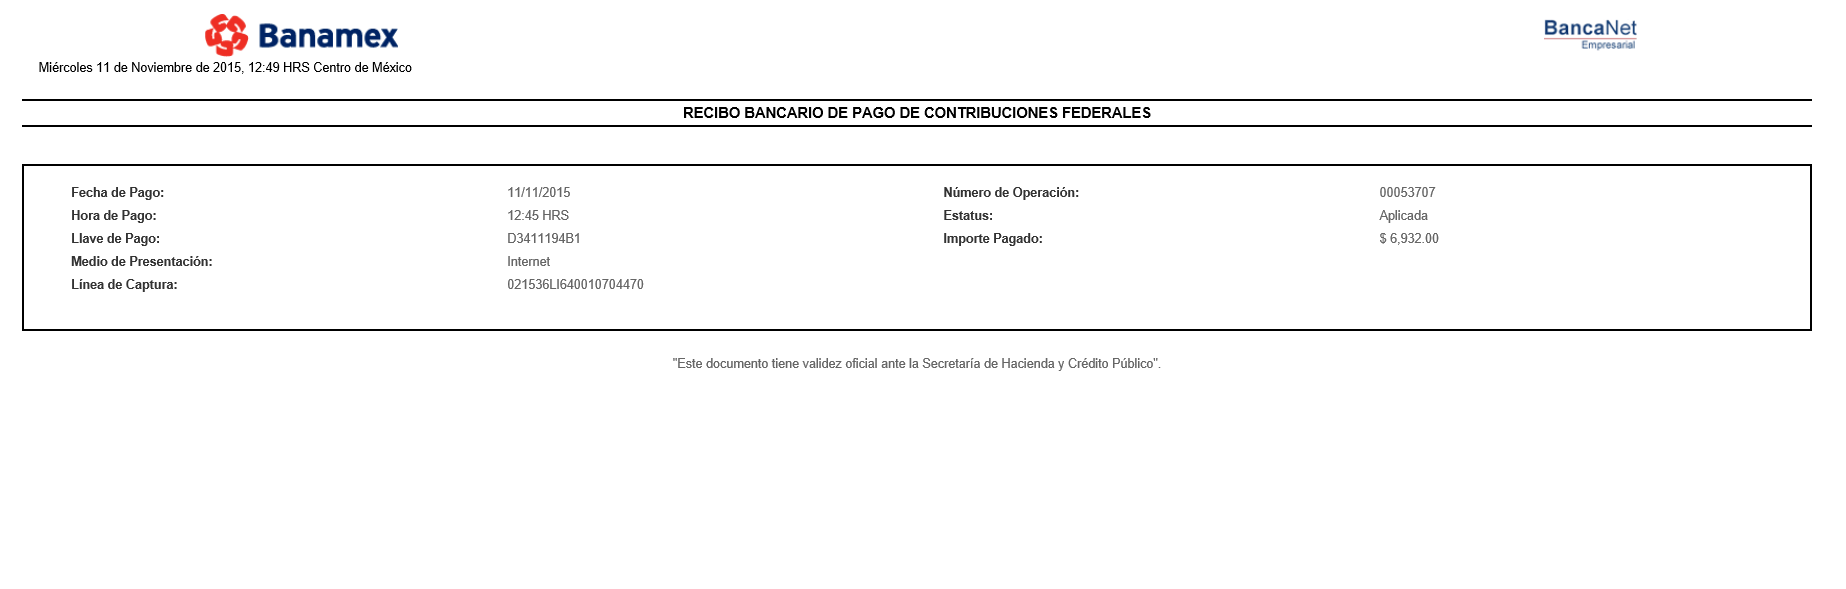 Banamex
BancaNet
Empresarial
Miércoles 11 de Noviembre de 2015, 12:49 HRS Centro de México
RECIBO BANCARIO DE PAGO DE CONTRIBUCIONES FEDERALES
Fecha de Pago: 11/11/2015 Número de Operación: 00053707
Hora de Pago: 12:45 HRS Estatus: Aplicada
Llave de Pago: D3411194B1 Importe Pagado: $ 6,932.00
Medio de Presentación: Internet
Línea de Captura: 021536LI640010704470
"Este documento tiene validez oficial ante la Secretaría de Hacienda y Crédito Público".